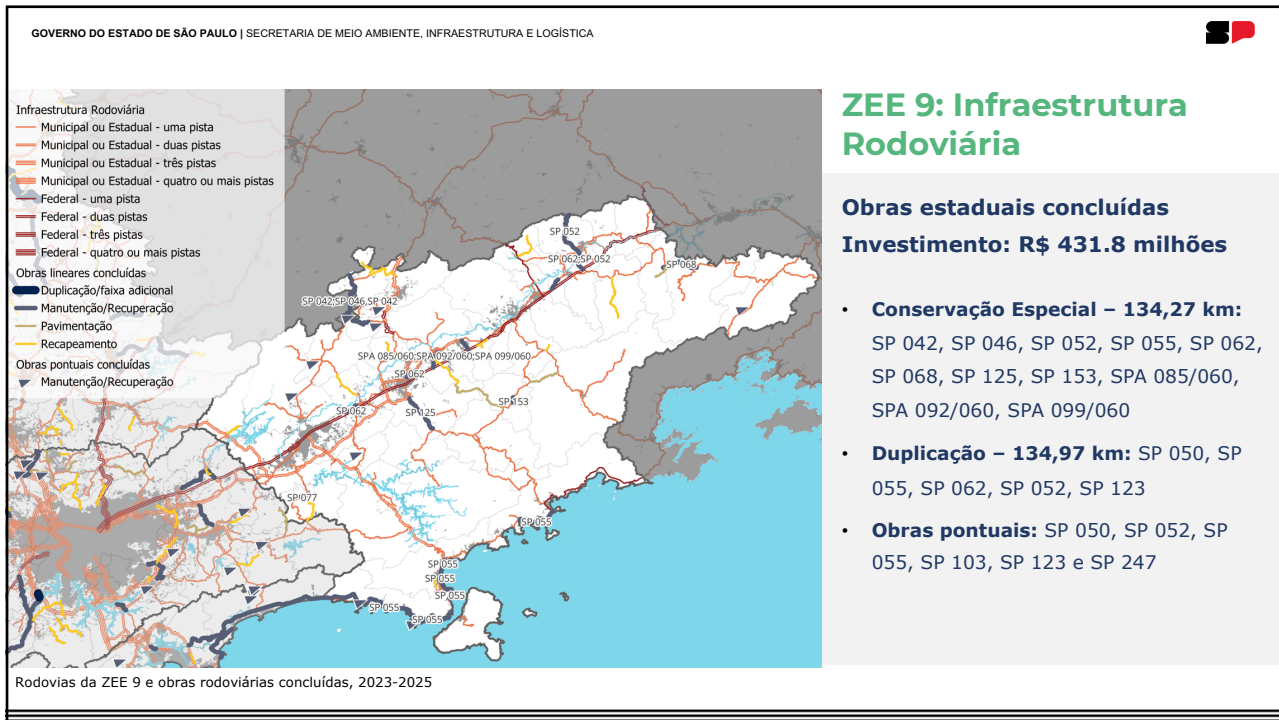 GOVERNO DO ESTADO DE SÃO PAULO | SECRETARIA DE MEIO AMBIENTE, INFRAESTRUTURA E LOGÍSTICA
SP
Infraestrutura Rodoviária
Municipal ou Estadual - uma pista
Municipal ou Estadual - duas pistas
Municipal ou Estadual - três pistas
Municipal ou Estadual - quatro ou mais pistas
Federal - uma pista
Federal - duas pistas
Federal - três pistas
Federal - quatro ou mais pistas
Obras lineares concluídas
Duplicação/faixa adicional
Manutenção/Recuperação
Pavimentação
Recapeamento
Obras pontuais concluídas
Manutenção/Recuperação
SP 052
SP 062;SP 052
SP 068
SP 042;SP 046;SP 042
SPA 085/060;SPA 092/060;SPA 099/060
SP 062
SP 153
SP 062
SP 125
SP 077
SP 055
SP 055
SP 055
SP 055
SP 055
SP 055
ZEE 9: Infraestrutura
Rodoviária
Obras estaduais concluídas
Investimento: R$ 431.8 milhões
• Conservação Especial – 134,27 km:
SP 042, SP 046, SP 052, SP 055, SP 062,
SP 068, SP 125, SP 153, SPA 085/060,
SPA 092/060, SPA 099/060
• Duplicação – 134,97 km: SP 050, SP
055, SP 062, SP 052, SP 123
• Obras pontuais: SP 050, SP 052, SP
055, SP 103, SP 123 e SP 247
Rodovias da ZEE 9 e obras rodoviárias concluídas, 2023-2025